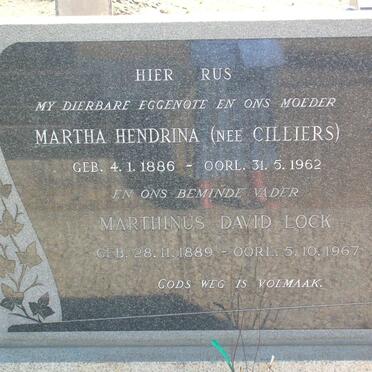 HIER RUS
MY DIERBARE EGGENOTE EN ONS MOEDER
MARTHA HENDRINA (NEE CILLIERS)
GEB. 4.1.1886 - OORL. 31.5.1962
EN ONS BEMINDE VADER
MARTHINUS DAVID LOCK
GEB. 28.11.1889 - OORL. 5.10.1967
GODS WEG IS VOLMAAK.